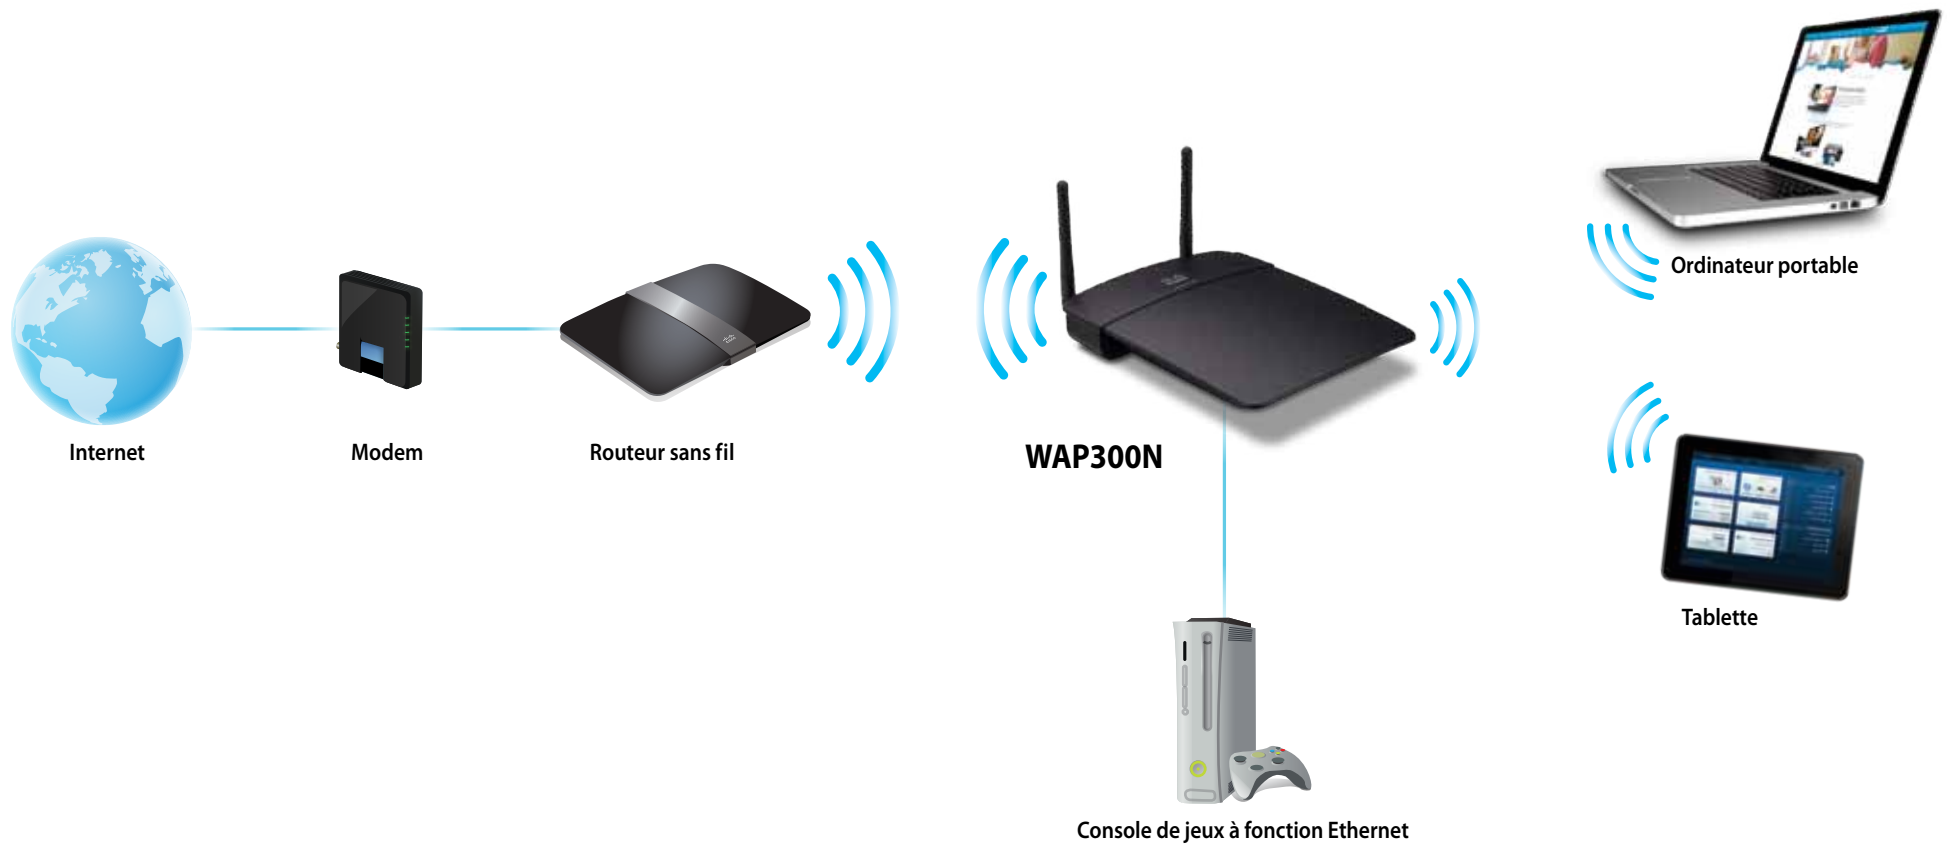 Internet
Modem
Routeur sans fil
WAP300N
Ordinateur portable
Tablette
Console de jeux à fonction Ethernet